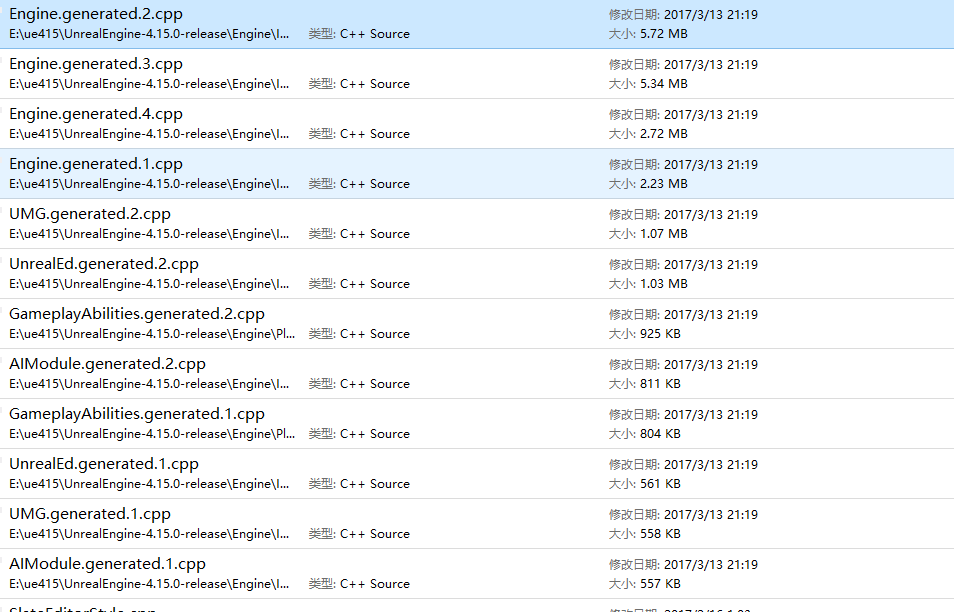 Engine.generated.2.cpp 修改日期: 2017/3/13 21:19
E:\ue415\UnrealEngine-4.15.0-release\Engine\I... 类型: C++ Source 大小: 5.72 MB
Engine.generated.3.cpp 修改日期: 2017/3/13 21:19
E:\ue415\UnrealEngine-4.15.0-release\Engine\I... 类型: C++ Source 大小: 5.34 MB
Engine.generated.4.cpp 修改日期: 2017/3/13 21:19
E:\ue415\UnrealEngine-4.15.0-release\Engine\I... 类型: C++ Source 大小: 2.72 MB
Engine.generated.1.cpp 修改日期: 2017/3/13 21:19
E:\ue415\UnrealEngine-4.15.0-release\Engine\I... 类型: C++ Source 大小: 2.23 MB
UMG.generated.2.cpp 修改日期: 2017/3/13 21:19
E:\ue415\UnrealEngine-4.15.0-release\Engine\I... 类型: C++ Source 大小: 1.07 MB
UnrealEd.generated.2.cpp 修改日期: 2017/3/13 21:19
E:\ue415\UnrealEngine-4.15.0-release\Engine\I... 类型: C++ Source 大小: 1.03 MB
GameplayAbilities.generated.2.cpp 修改日期: 2017/3/13 21:19
E:\ue415\UnrealEngine-4.15.0-release\Engine\Pl... 类型: C++ Source 大小: 925 KB
AIModule.generated.2.cpp 修改日期: 2017/3/13 21:19
E:\ue415\UnrealEngine-4.15.0-release\Engine\I... 类型: C++ Source 大小: 811 KB
GameplayAbilities.generated.1.cpp 修改日期: 2017/3/13 21:19
E:\ue415\UnrealEngine-4.15.0-release\Engine\Pl... 类型: C++ Source 大小: 804 KB
UnrealEd.generated.1.cpp 修改日期: 2017/3/13 21:19
E:\ue415\UnrealEngine-4.15.0-release\Engine\I... 类型: C++ Source 大小: 561 KB
UMG.generated.1.cpp 修改日期: 2017/3/13 21:19
E:\ue415\UnrealEngine-4.15.0-release\Engine\I... 类型: C++ Source 大小: 558 KB
AIModule.generated.1.cpp 修改日期: 2017/3/13 21:19
E:\ue415\UnrealEngine-4.15.0-release\Engine\I... 类型: C++ Source 大小: 557 KB